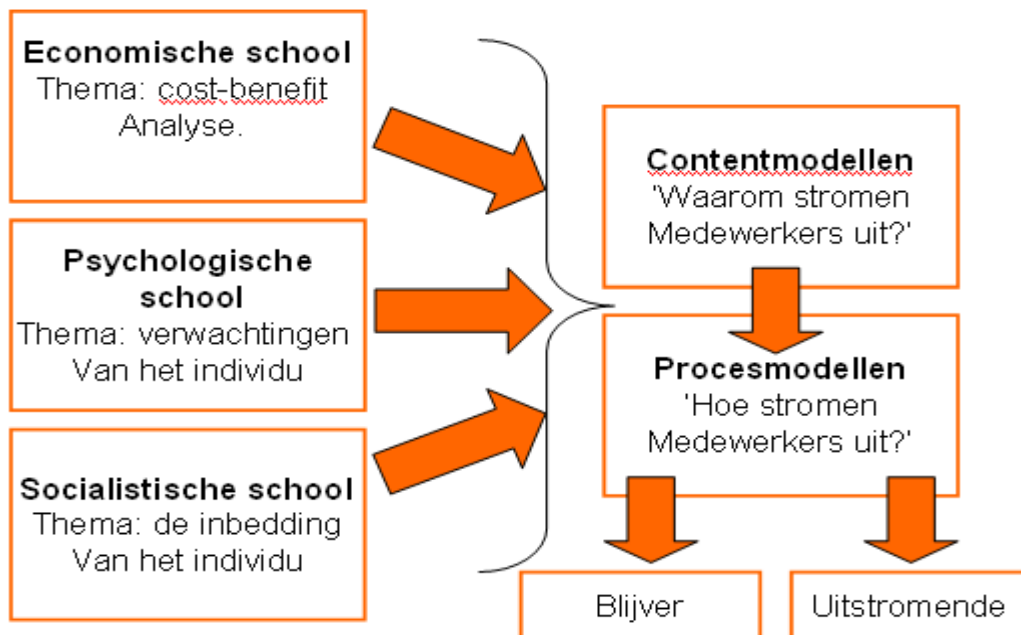 Economische school
Thema: cost-benefit
Analyse.
Psychologische
school
Thema: verwachtingen
Van het individu
Socialistische school
Thema: de inbedding
Van het individu
Contentmodellen
'Waarom stromen
Medewerkers uit?'
Procesmodellen
'Hoe stromen
Medewerkers uit?'
Blijver
Uitstromende